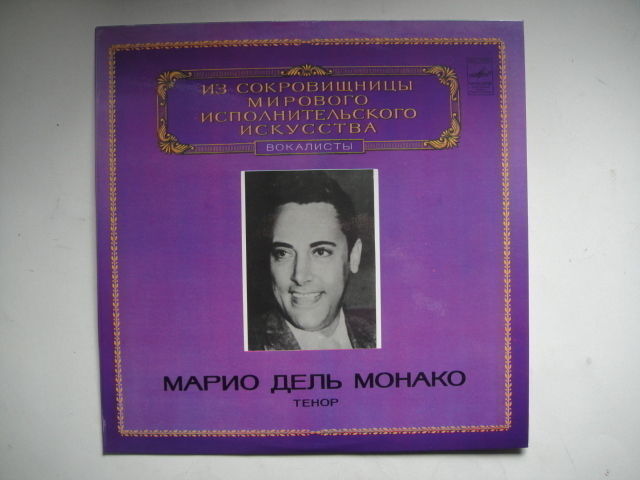 ИЗ СОКРОВИЩНИЦЫ
МИРОВОГО
ИСПОЛНИТЕЛЬСКОГО
ИСКУССТВА
ВОКАЛИСТЫ
МАРИО ДЕЛЬ МОНАКО
ТЕНОР